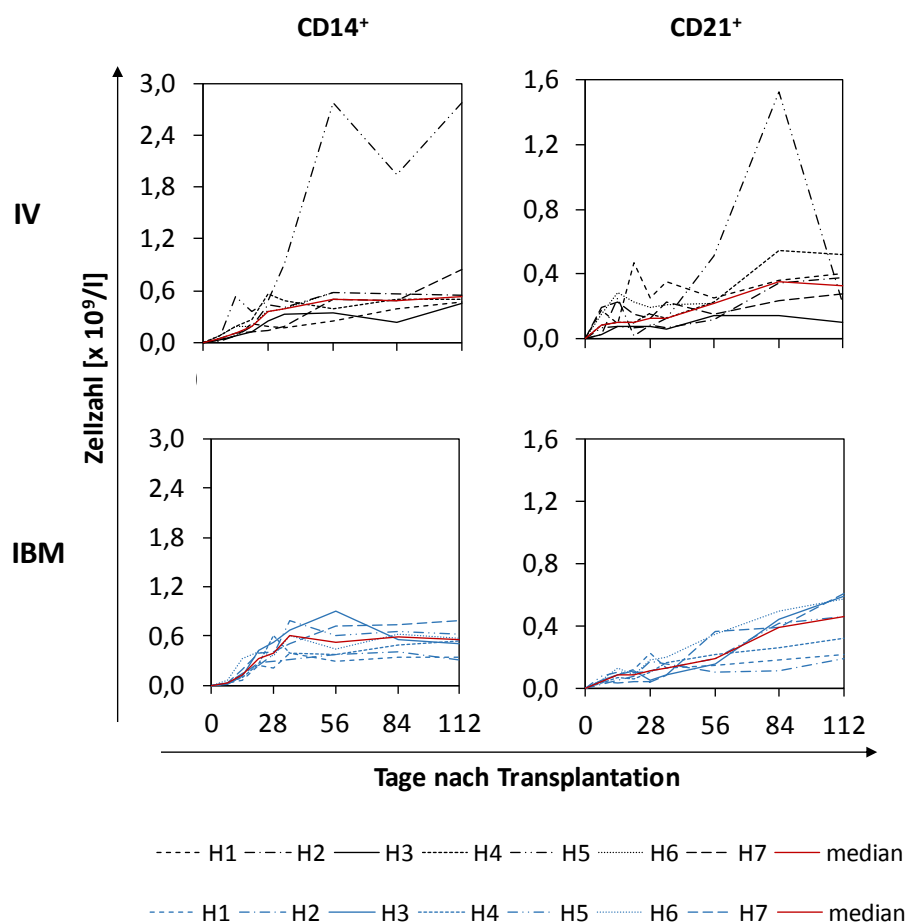 CD14⁺ CD21⁺
IV
3,0
2,4
1,8
1,2
0,6
0,0
1,6
1,2
0,8
0,4
0,0
Zellzahl [x 10⁹/l]
)
IBM
3,0
2,4
1,8
1,2
0,6
0,0
1,6
1,2
0,8
0,4
0,0
0 28 56 84 112 0 28 56 84 112
Tage nach Transplantation
H1 H2 H3 H4 H5 H6 H7 median
H1 H2 H3 H4 H5 H6 H7 median